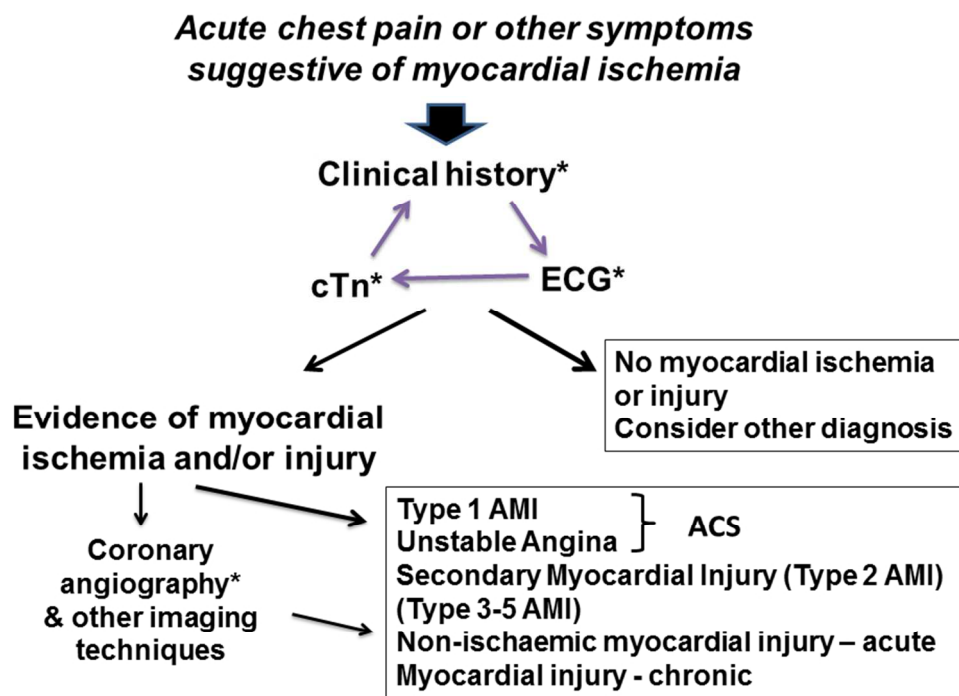 Acute chest pain or other symptoms
suggestive of myocardial ischemia
Clinical history*
cTn*
ECG*
No myocardial ischemia
or injury
Consider other diagnosis
Evidence of myocardial
ischemia and/or injury
Coronary
angiography*
& other imaging
techniques
Type 1 AMI
Unstable Angina
ACS
Secondary Myocardial Injury (Type 2 AMI)
(Type 3-5 AMI)
Non-ischaemic myocardial injury – acute
Myocardial injury - chronic